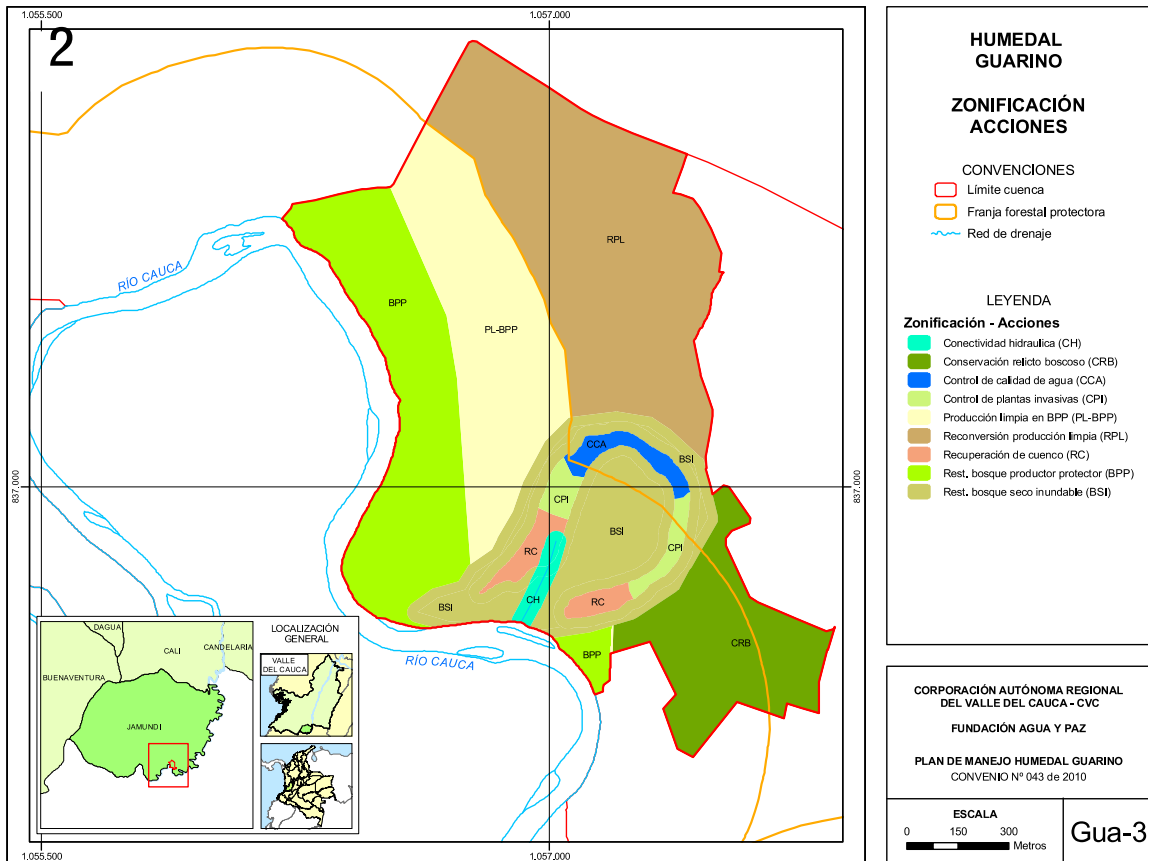 1.055.500
1.057.000
2
837.000
837.000
RÍO CAUCA
BPP
PL-BPP
RPL
CCA
BSI
CPI
BSI
RC
CPI
CH
RC
BSI
BPP
CRB
RÍO CAUCA
LOCALIZACIÓN
GENERAL
DAGUA
CALI
CANDELARIA
BUENAVENTURA
JAMUNDI
VALLE
DEL CAUCA
1.055.500
1.057.000
HUMEDAL
GUARINO
ZONIFICACIÓN
ACCIONES
CONVENCIONES
Límite cuenca
Franja forestal protectora
Red de drenaje
LEYENDA
Zonificación - Acciones
Conectividad hidraulica (CH)
Conservación relicto boscoso (CRB)
Control de calidad de agua (CCA)
Control de plantas invasivas (CPI)
Producción limpia en BPP (PL-BPP)
Reconversión producción limpia (RPL)
Recuperación de cuenco (RC)
Rest. bosque productor protector (BPP)
Rest. bosque seco inundable (BSI)
CORPORACIÓN AUTÓNOMA REGIONAL
DEL VALLE DEL CAUCA - CVC
FUNDACIÓN AGUA Y PAZ
PLAN DE MANEJO HUMEDAL GUARINO
CONVENIO Nº 043 de 2010
ESCALA
0 150 300
Metros
Gua-3